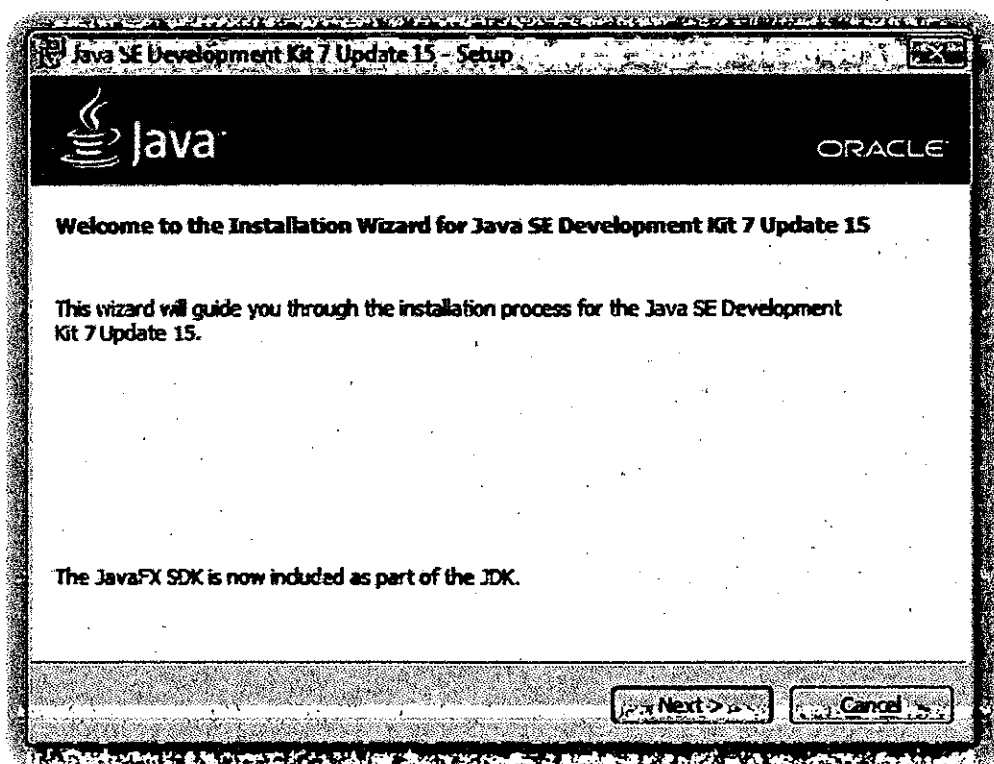 Java SE Development Kit 7 Update 15 - Setup
Java
ORACLE
Welcome to the Installation Wizard for Java SE Development Kit 7 Update 15
This wizard will guide you through the installation process for the Java SE Development
Kit 7 Update 15.
The JavaFX SDK is now included as part of the JDK.
Next >
Cancel